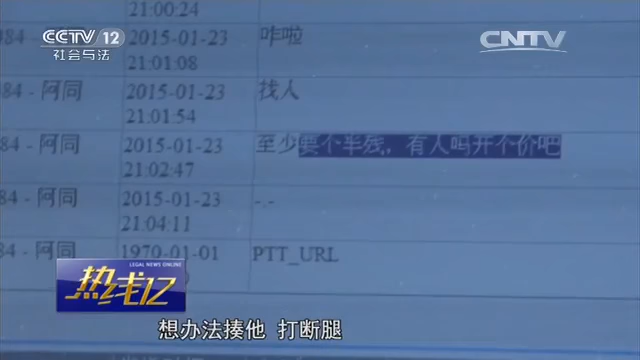 21:00:24
CCTV 12
社会与法
CNTV
84 - 阿同 2015-01-23 咋啦
21:01:08
84 - 阿同 2015-01-23 找人
21:01:54
84 - 阿同 2015-01-23 至少要个半残，有人吗开个价吧
21:02:47
84 - 阿同 2015-01-23 -.-
21:04:11
84 - 阿同 1970-01-01 PTT_URL
LEGAL NEWS ONLINE
热线12
想办法揍他 打断腿